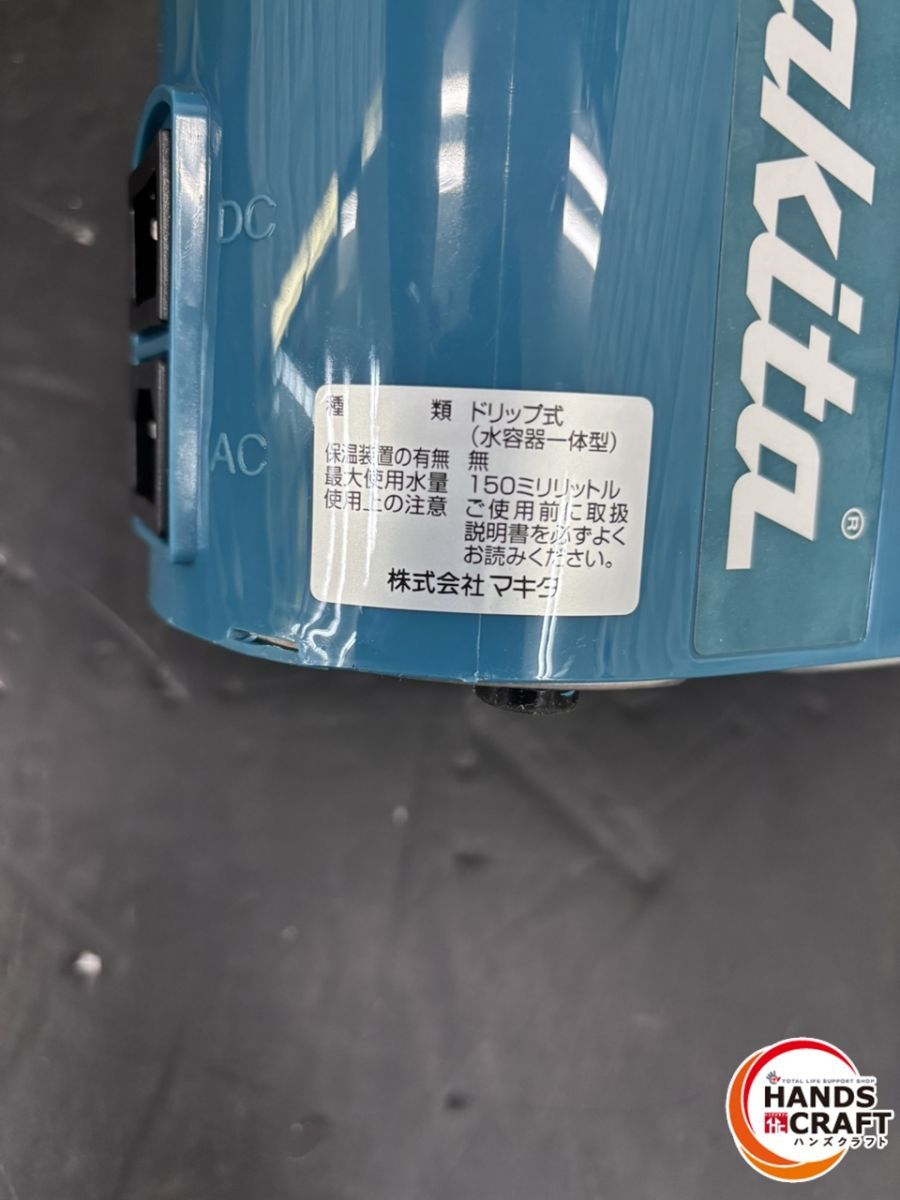 DC
AC
akita®
種 類 ドリップ式
(水容器一体型)
保温装置の有無 無
最大使用水量 150ミリリットル
使用上の注意 ご使用前に取扱
説明書を必ずよく
お読みください。
株式会社 マキタ
TOTAL LIFE SUPPORT SHOP
HANDS
CRAFT
ハンズクラフト